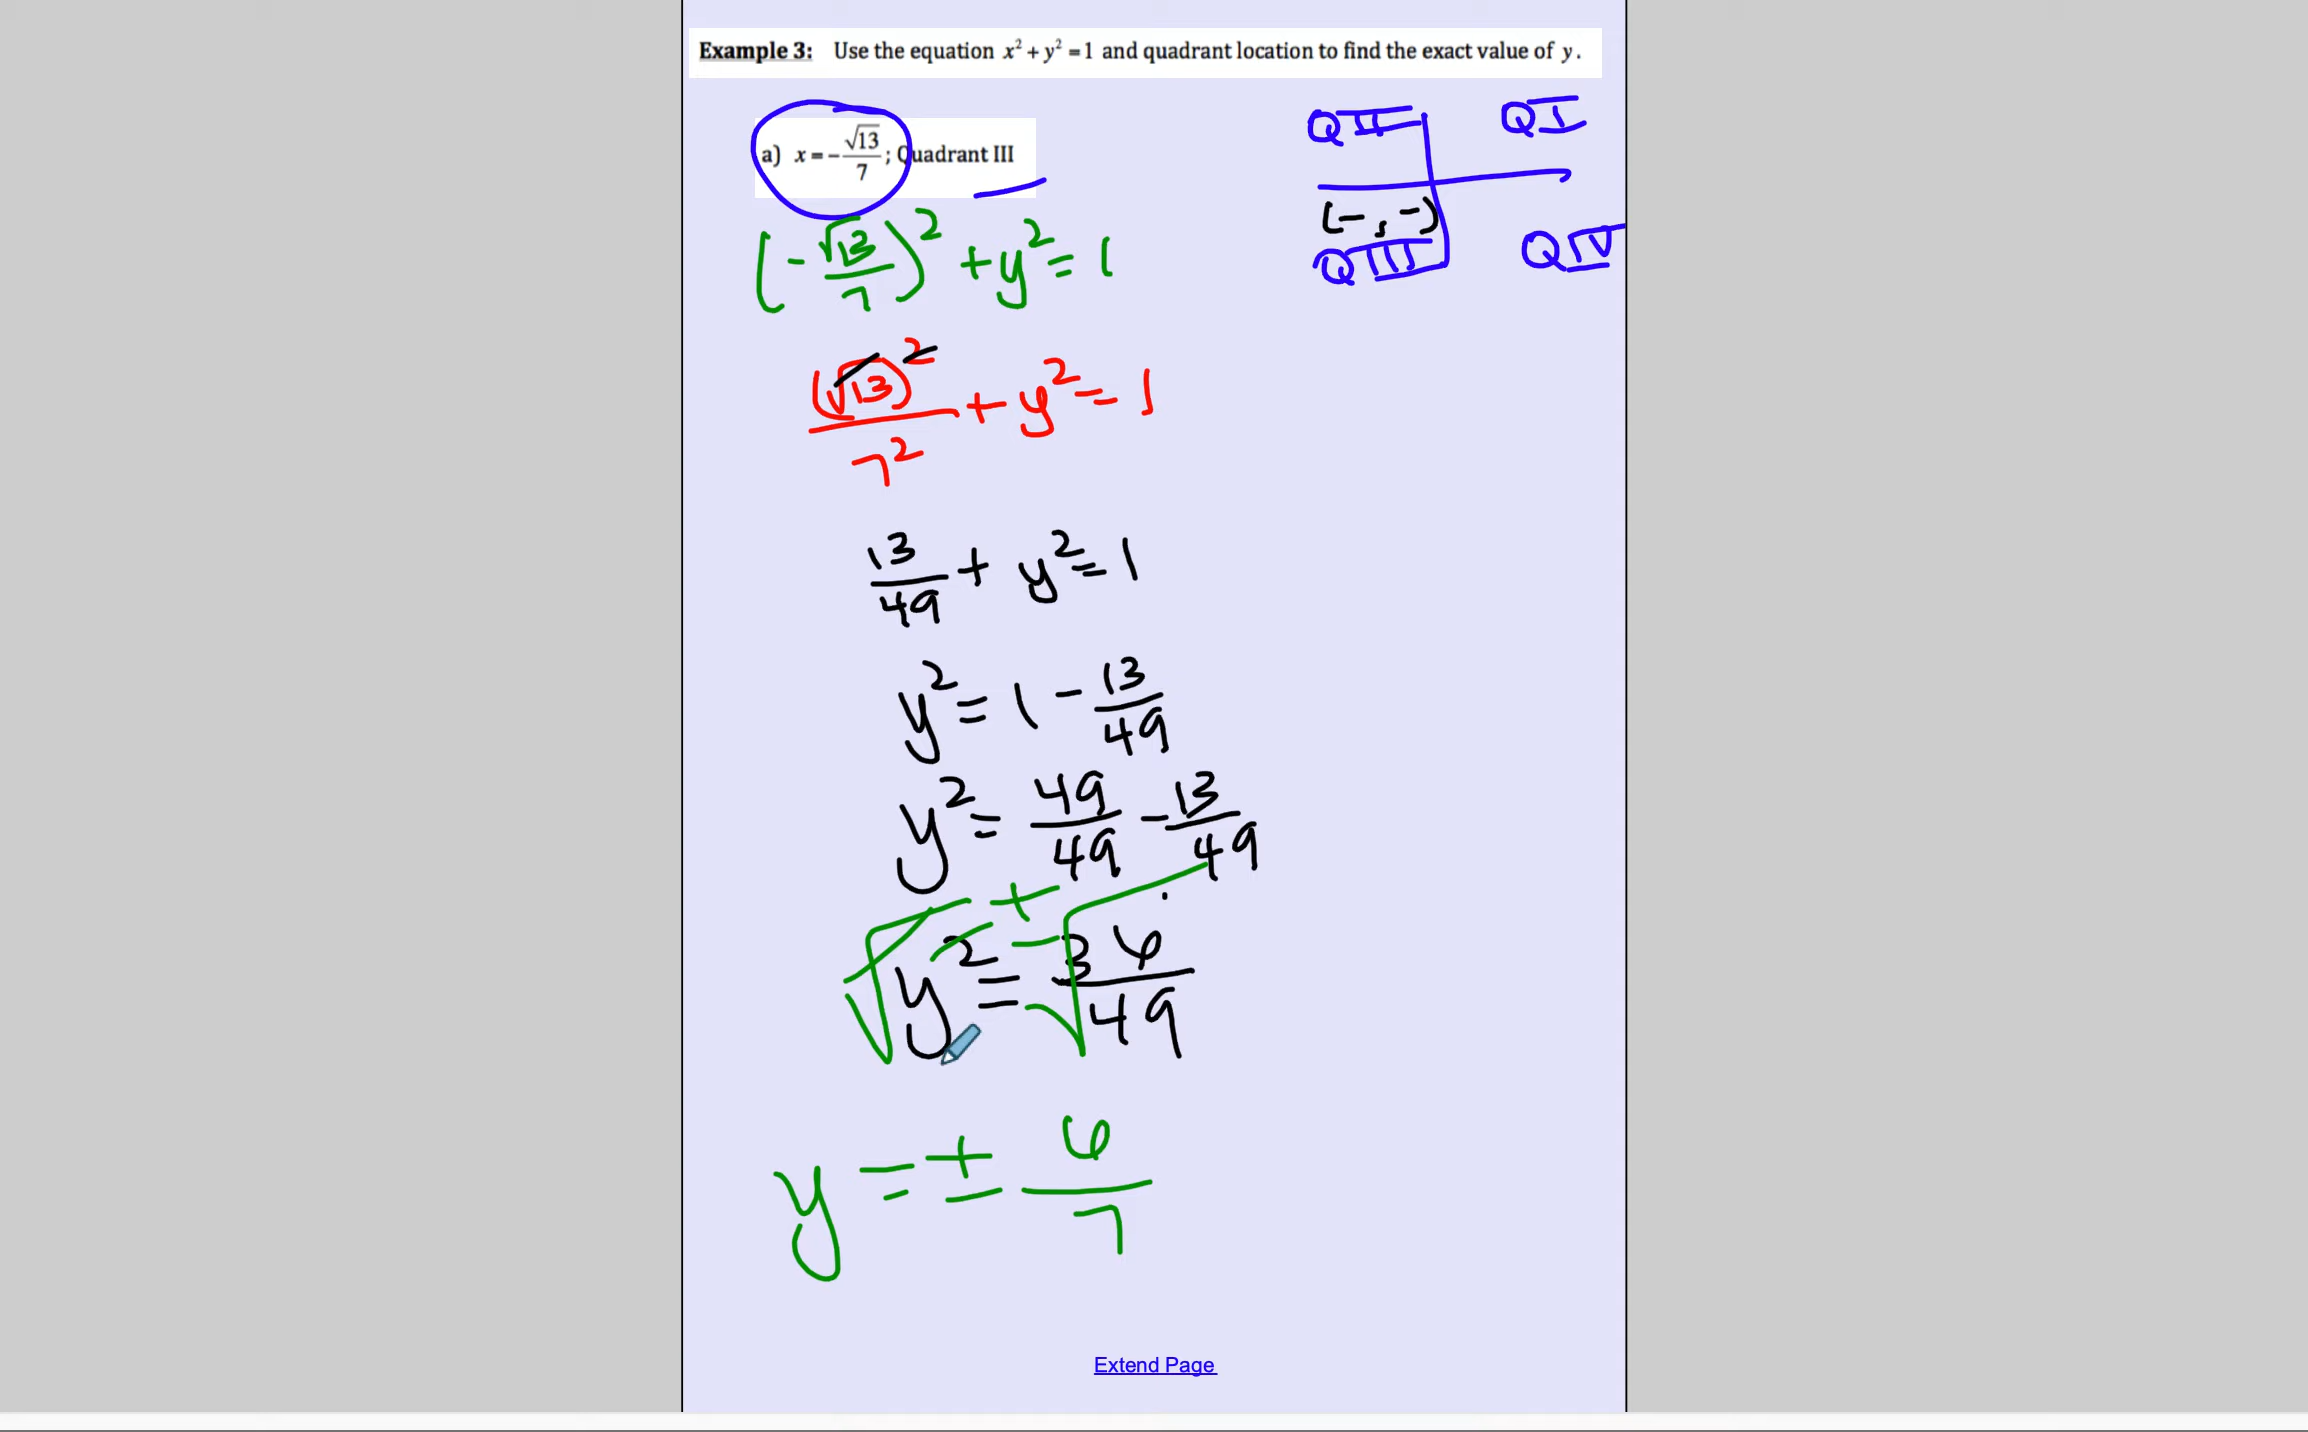 Example 3: Use the equation x² + y² = 1 and quadrant location to find the exact value of y.
a) x = -√13/7 ; Quadrant III
QII QI
(-, -)
QIII QIV
(-√13/7)² + y² = 1
(√13)²/7² + y² = 1
13/49 + y² = 1
y² = 1 - 13/49
y² = 49/49 - 13/49
√y² = ±√36/49
y = ± 6/7
Extend Page